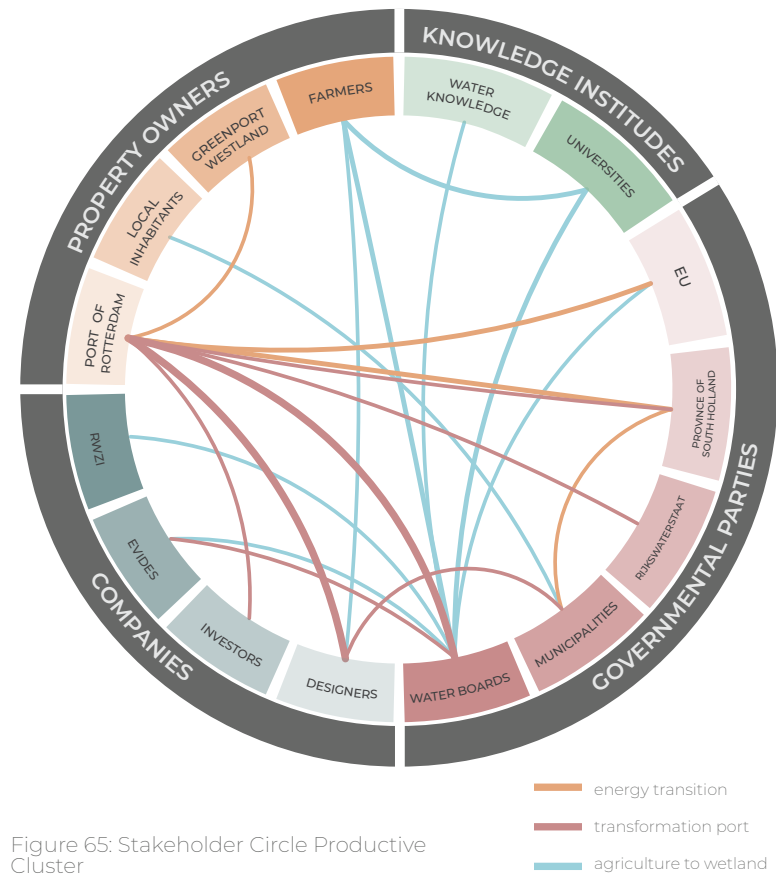 KNOWLEDGE INSTITUTES
PROPERTY OWNERS
GOVERNMENTAL PARTIES
COMPANIES
FARMERS
WATER
KNOWLEDGE
UNIVERSITIES
EU
PROVINCE OF
SOUTH HOLLAND
RIJKSWATERSTAAT
MUNICIPALITIES
WATER BOARDS
DESIGNERS
INVESTORS
EVIDES
RWZI
PORT OF
ROTTERDAM
LOCAL
INHABITANTS
GREENPORT
WESTLAND
energy transition
transformation port
agriculture to wetland
Figure 65: Stakeholder Circle Productive
Cluster